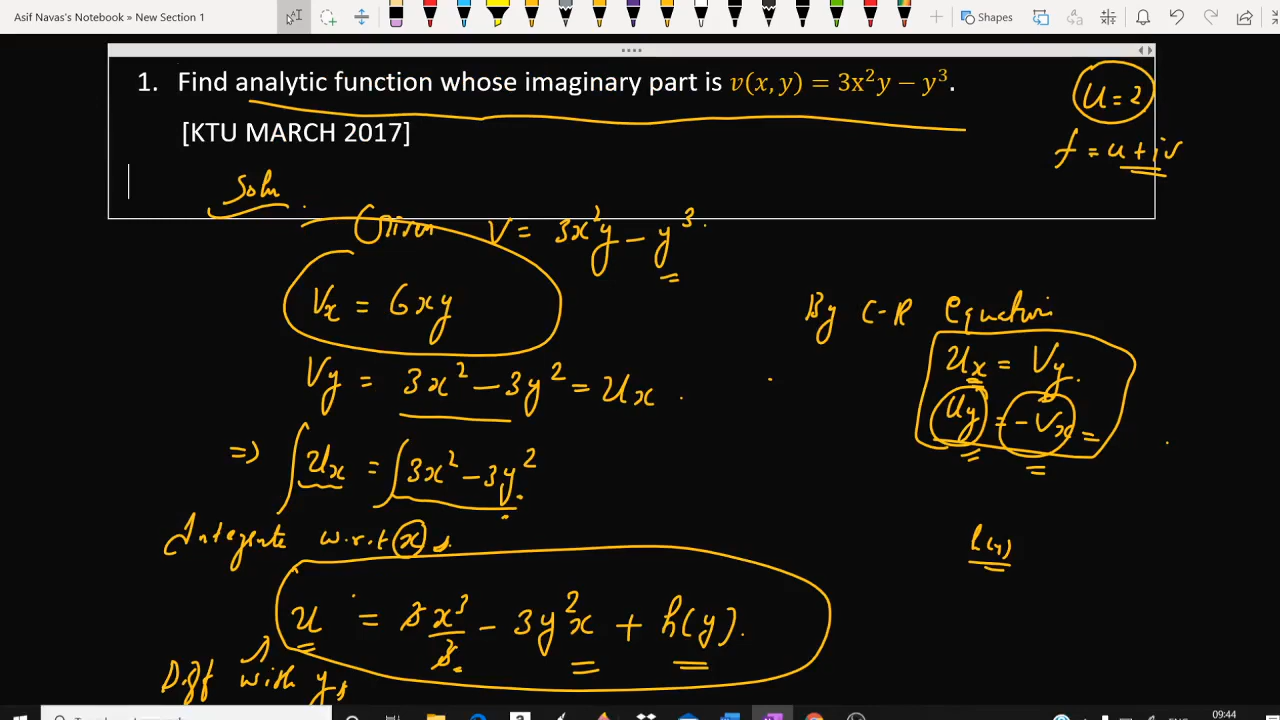 Asif Navas's Notebook » New Section 1
Shapes
1. Find analytic function whose imaginary part is v(x, y) = 3x²y − y³.
[KTU MARCH 2017]
U = ?
f = u + iv
Soln
Given V = 3x²y − y³.
Vx = 6xy
By C-R equation
Vy = 3x² − 3y² = Ux.
Ux = Vy.
Uy = −Vx =
=> ∫Ux = ∫3x² − 3y²
Integrate w.r.t x,
h(y)
u = 3x³/3 − 3y²x + h(y).
Diff with y,
09:44